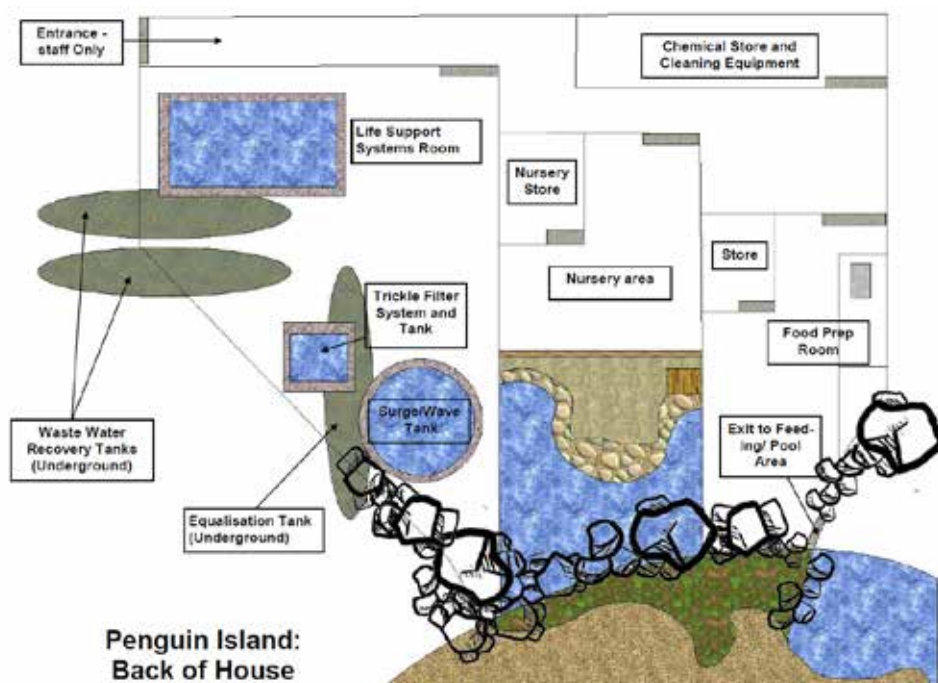 Entrance -
staff Only
Chemical Store and
Cleaning Equipment
Life Support
Systems Room
Nursery
Store
Store
Nursery area
Trickle Filter
System and
Tank
Food Prep
Room
Surge/Wave
Tank
Waste Water
Recovery Tanks
(Underground)
Exit to Feed-
ing/ Pool
Area
Equalisation Tank
(Underground)
Penguin Island:
Back of House